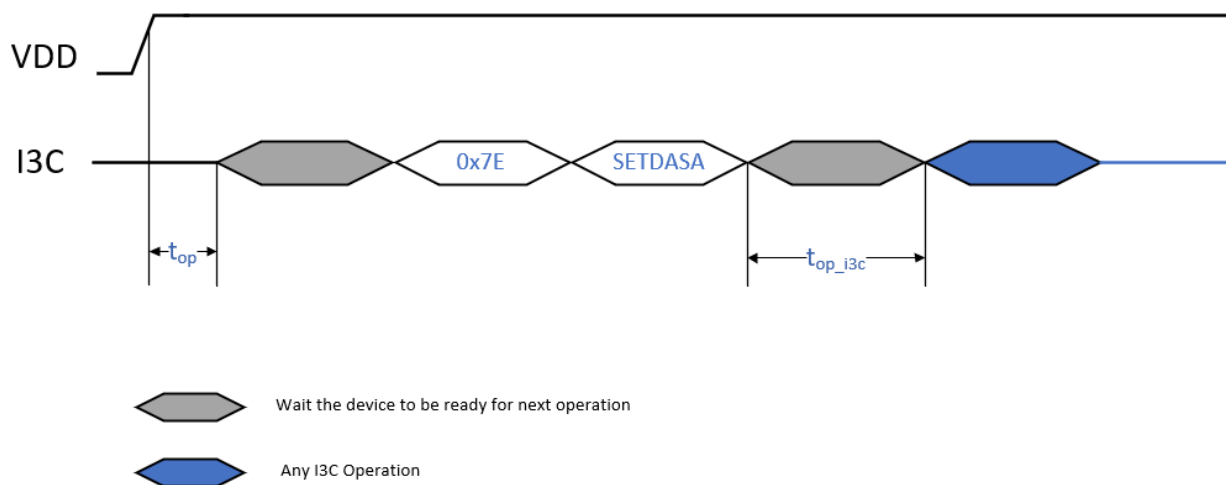 VDD
I3C
0x7E
SETDASA
top
top_i3c
Wait the device to be ready for next operation
Any I3C Operation